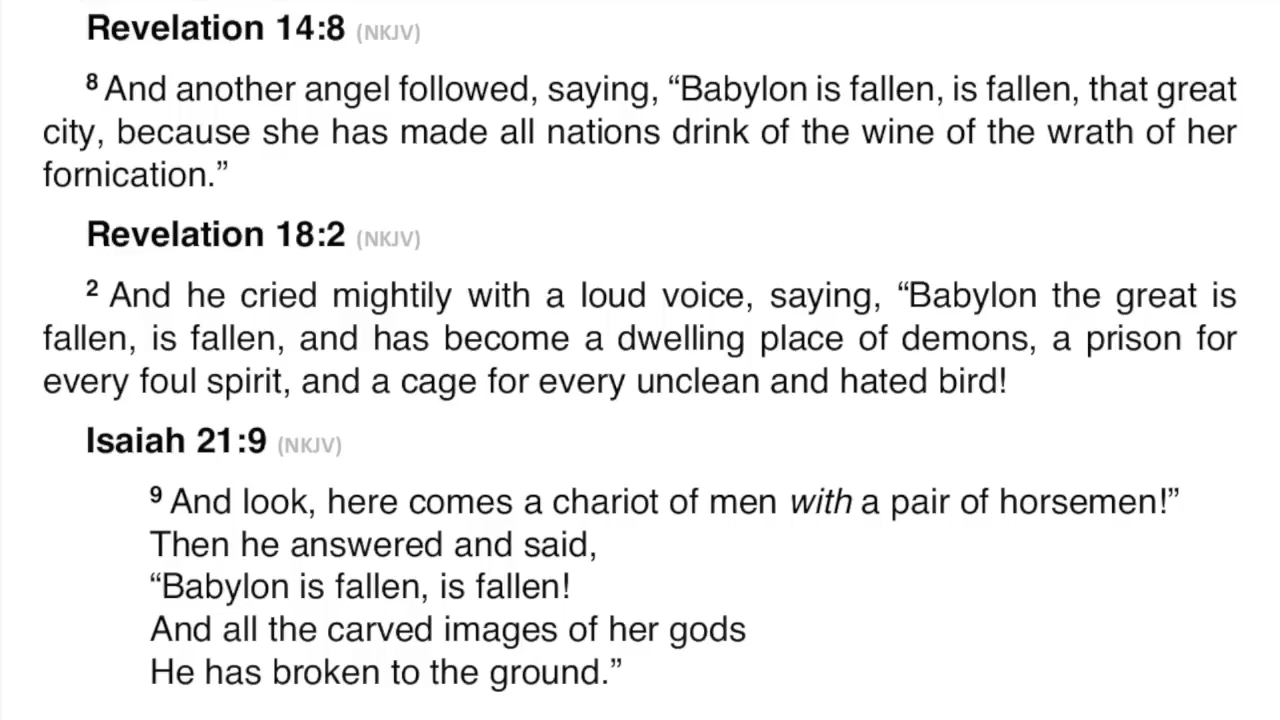 Revelation 14:8 (NKJV)
8 And another angel followed, saying, “Babylon is fallen, is fallen, that great
city, because she has made all nations drink of the wine of the wrath of her
fornication.”
Revelation 18:2 (NKJV)
2 And he cried mightily with a loud voice, saying, “Babylon the great is
fallen, is fallen, and has become a dwelling place of demons, a prison for
every foul spirit, and a cage for every unclean and hated bird!
Isaiah 21:9 (NKJV)
9 And look, here comes a chariot of men with a pair of horsemen!”
Then he answered and said,
“Babylon is fallen, is fallen!
And all the carved images of her gods
He has broken to the ground.”